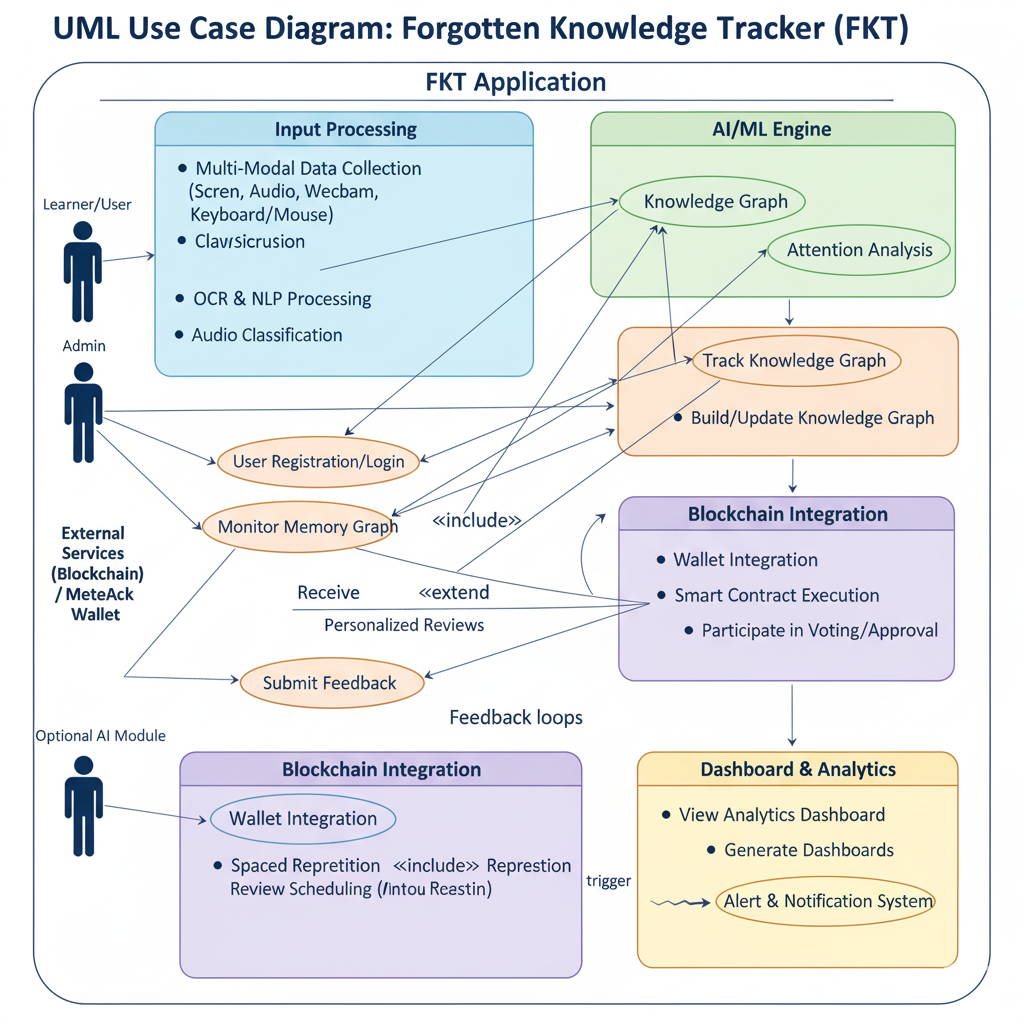 UML Use Case Diagram: Forgotten Knowledge Tracker (FKT)
FKT Application
Input Processing
• Multi-Modal Data Collection
(Scren, Audio, Wecbam,
Keyboard/Mouse)
• OCR & NLP Processing
• Audio Classification
AI/ML Engine
Knowledge Graph
Attention Analysis
Learner/User
Admin
Track Knowledge Graph
• Build/Update Knowledge Graph
User Registration/Login
Monitor Memory Graph
«include»
External
Services
(Blockchain)
/ MeteAck
Wallet
Receive «extend
Personalized Reviews
Submit Feedback
Feedback loops
Blockchain Integration
• Wallet Integration
• Smart Contract Execution
• Participate in Voting/Approval
Optional AI Module
Blockchain Integration
Wallet Integration
• Spaced Repretition «include» Represtion
Review Scheduling
trigger
Dashboard & Analytics
• View Analytics Dashboard
• Generate Dashboards
Alert & Notification System